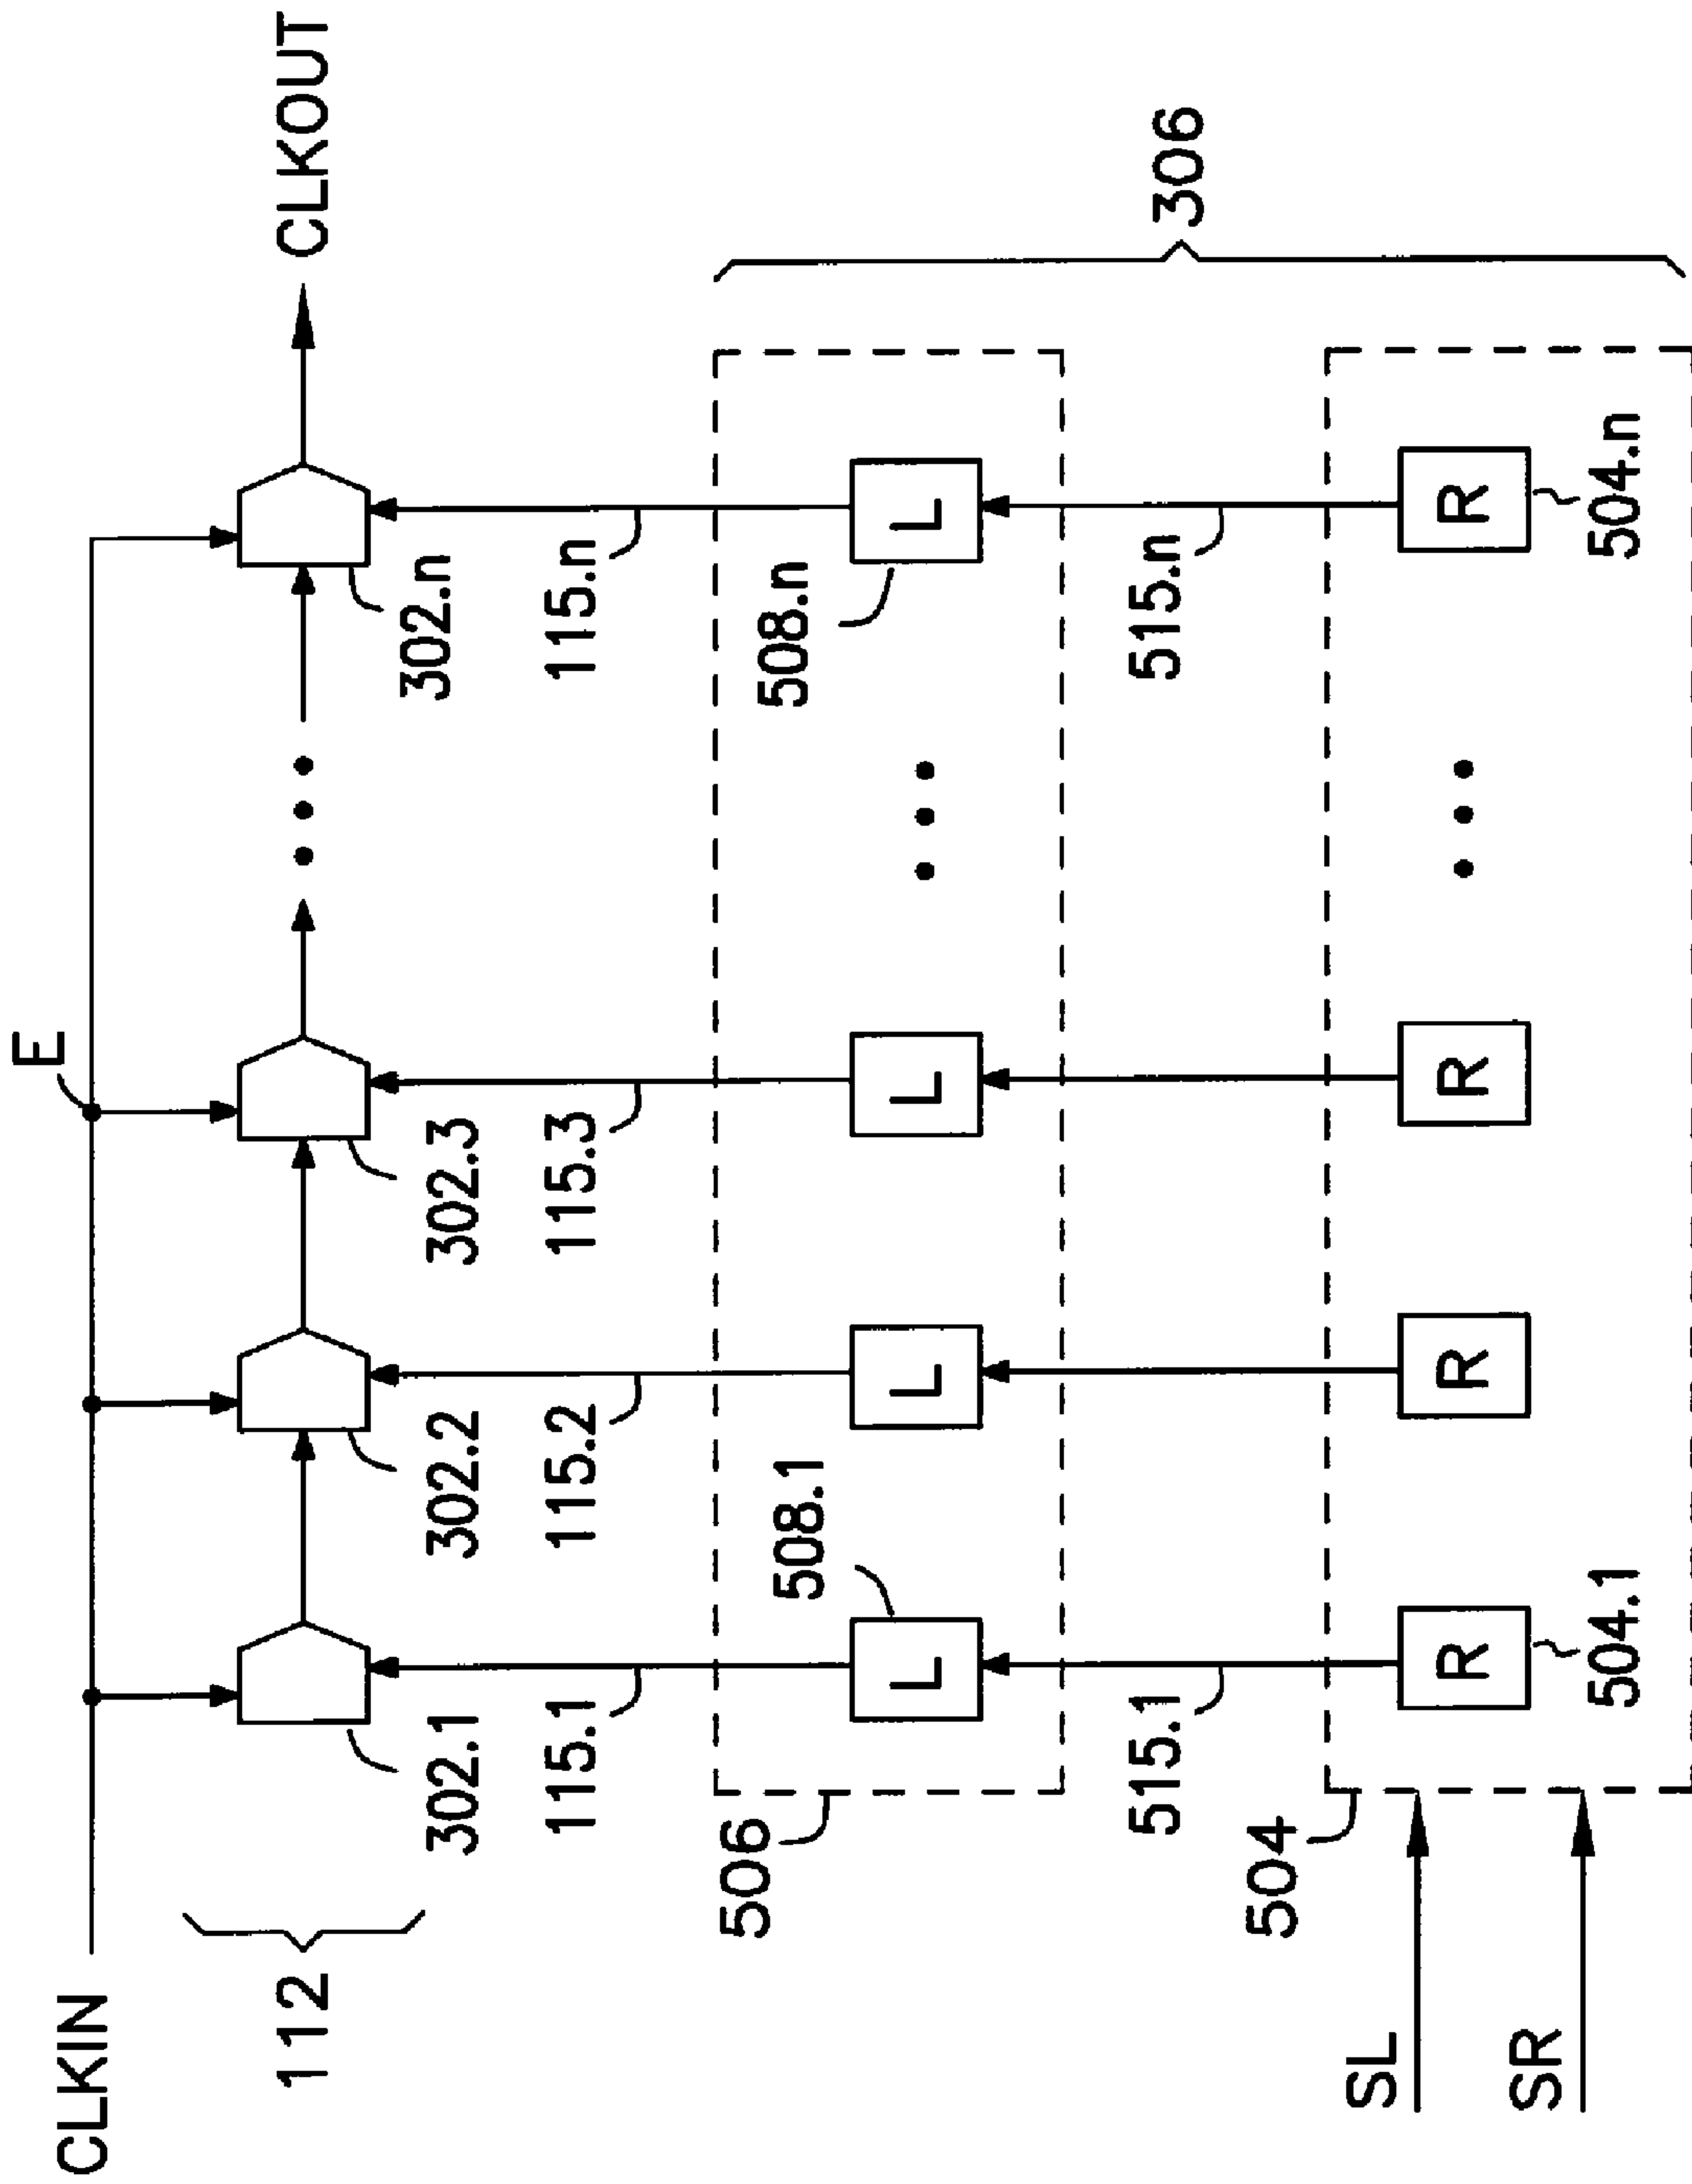 E
CLKIN
CLKOUT
112
302.1
302.2
302.3
302.n
115.1
115.2
115.3
115.n
506
508.1
508.n
L
L
L
L
306
515.1
515.n
504
SL
SR
R
R
R
R
504.1
504.n